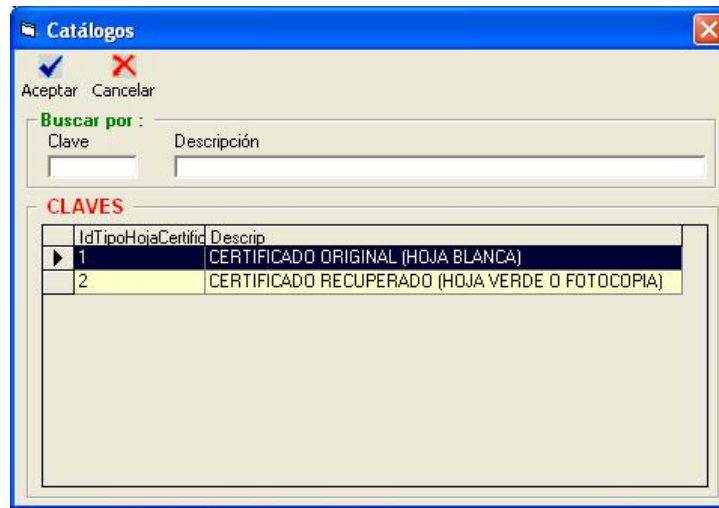 Catálogos
Aceptar Cancelar
Buscar por :
Clave Descripción
CLAVES
IdTipoHojaCertific Descrip
1 CERTIFICADO ORIGINAL (HOJA BLANCA)
2 CERTIFICADO RECUPERADO (HOJA VERDE O FOTOCOPIA)